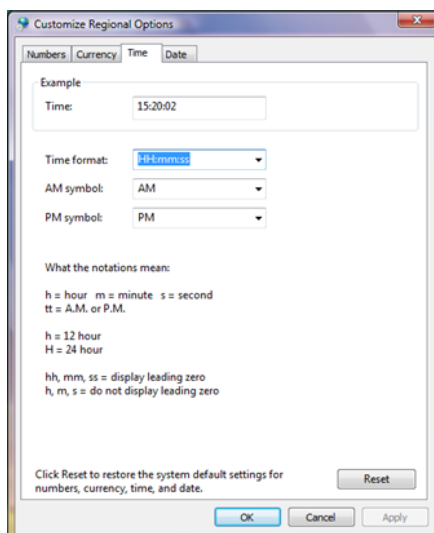 Customize Regional Options
Numbers Currency Time Date
Example
Time: 15:20:02
Time format: HH:mm:ss
AM symbol: AM
PM symbol: PM
What the notations mean:
h = hour m = minute s = second
tt = A.M. or P.M.
h = 12 hour
H = 24 hour
hh, mm, ss = display leading zero
h, m, s = do not display leading zero
Click Reset to restore the system default settings for
numbers, currency, time, and date.
Reset
OK Cancel Apply